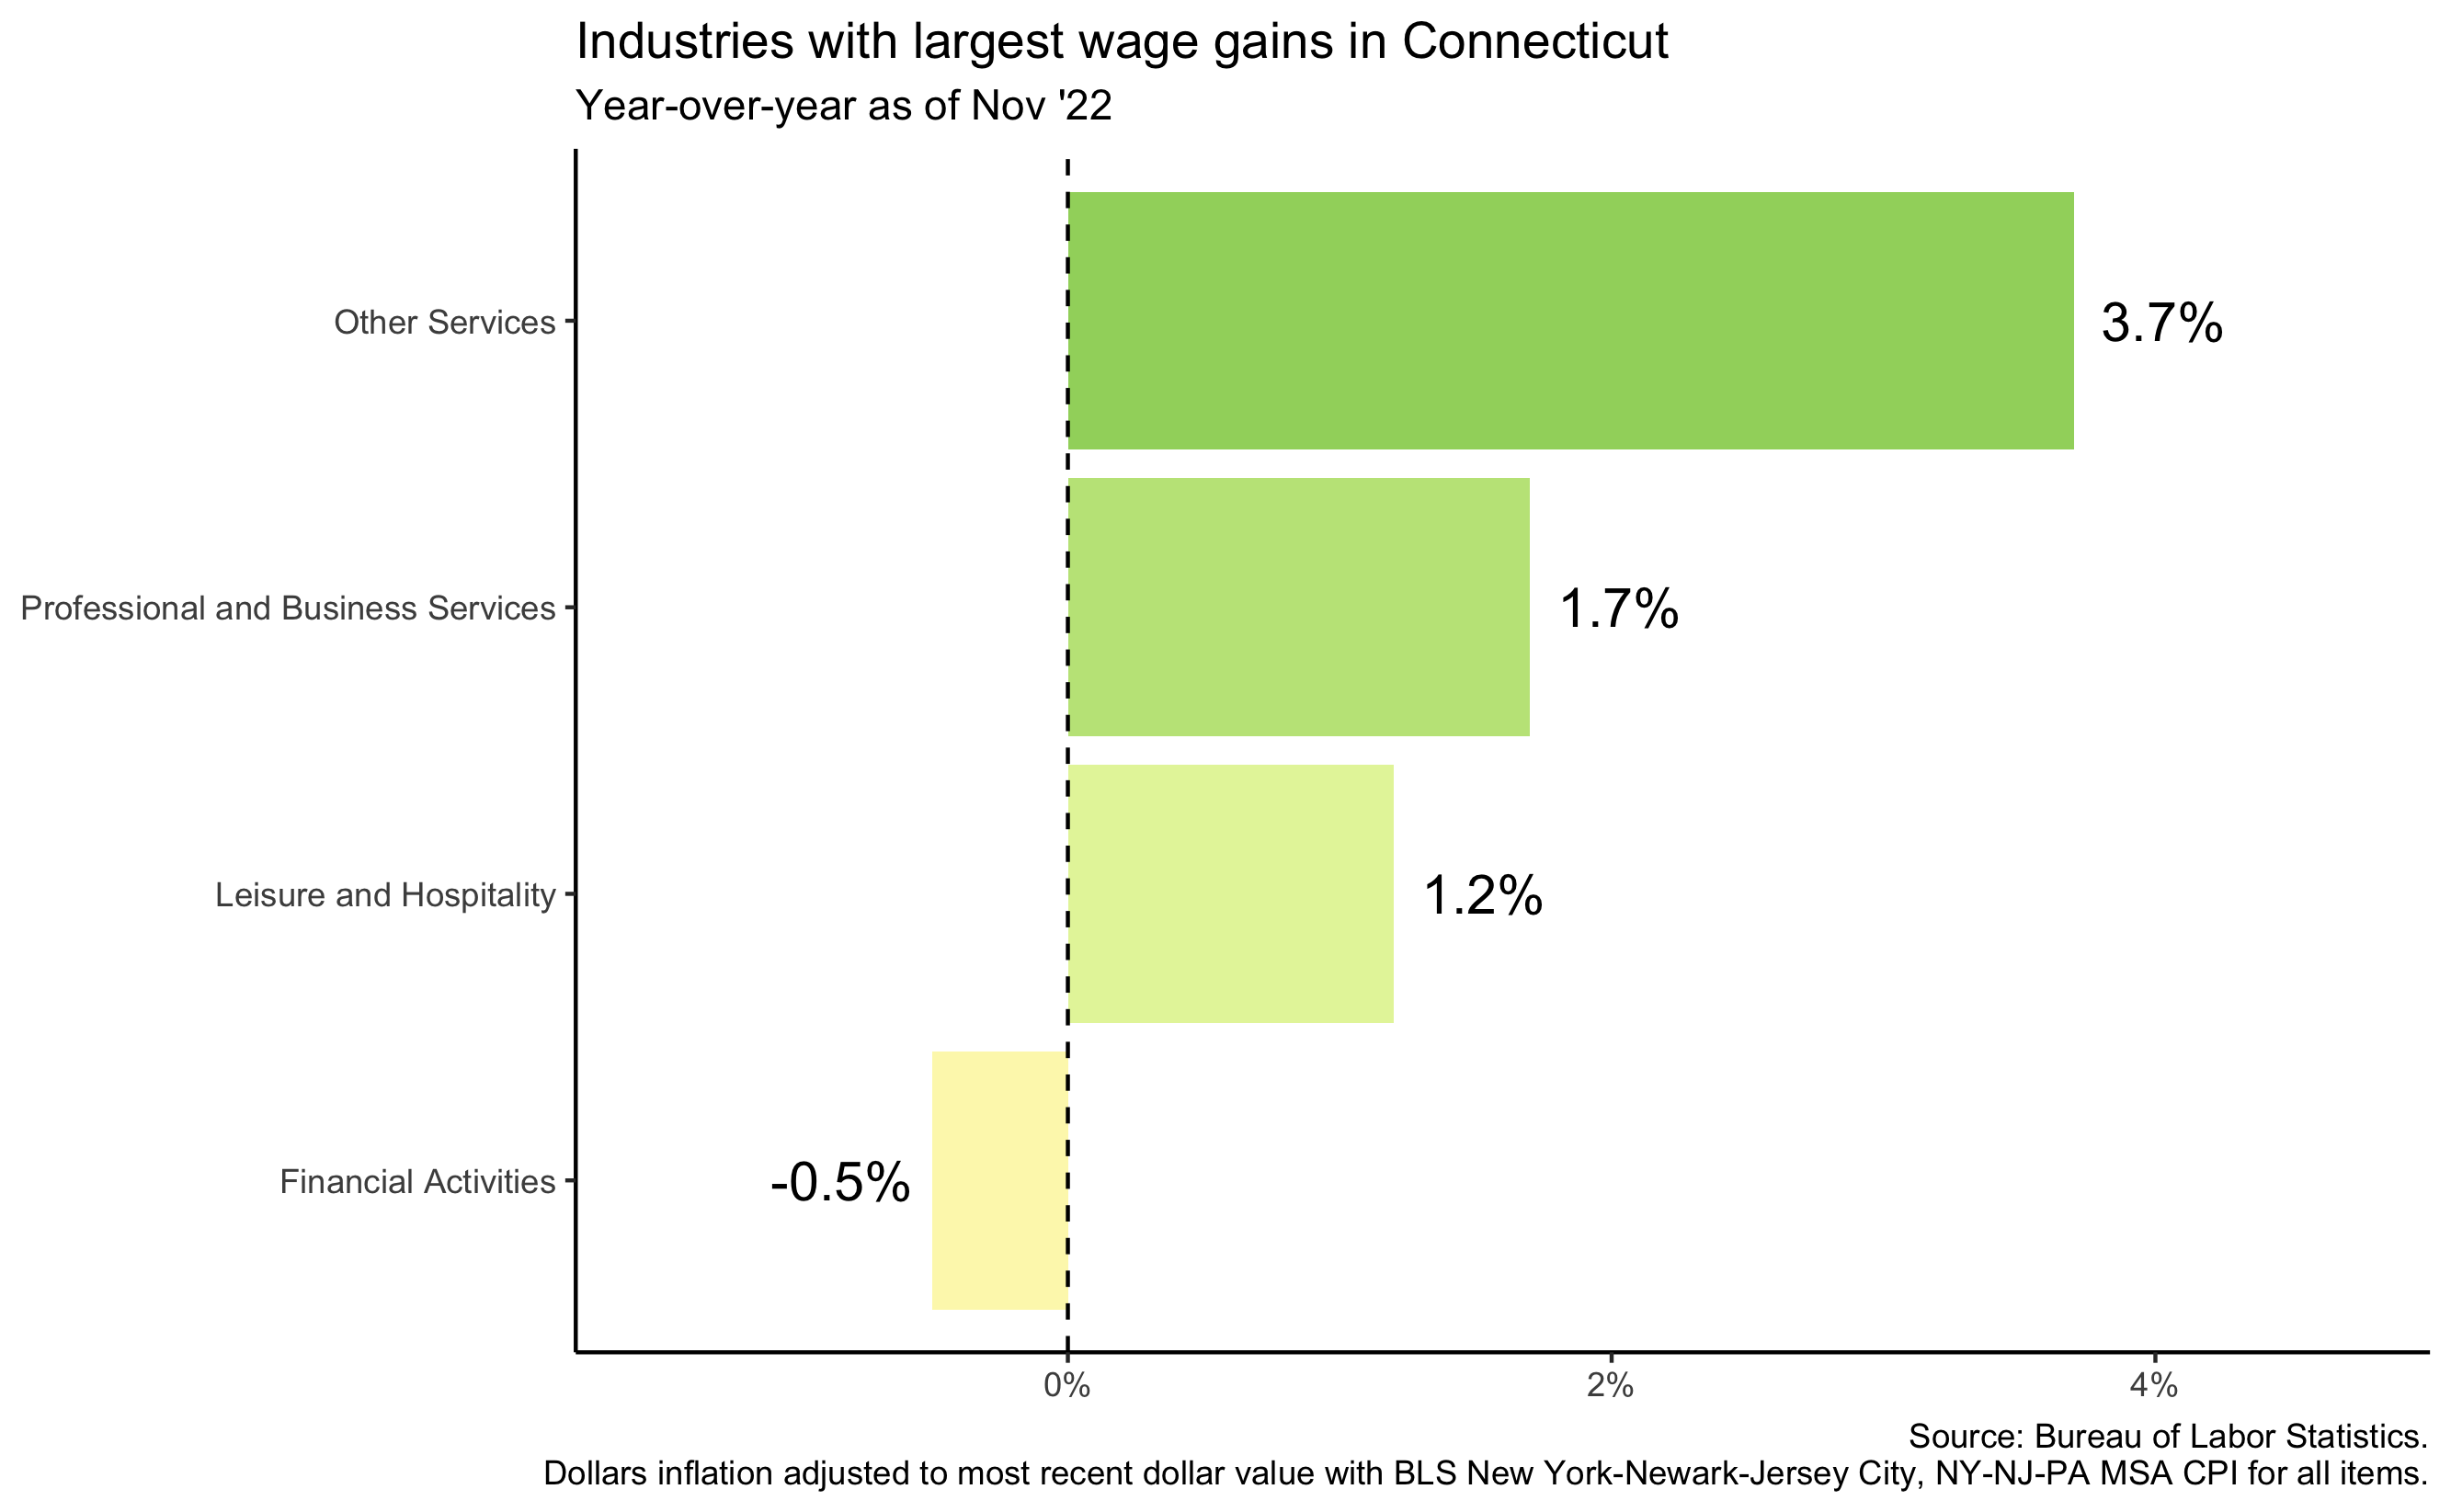 Industries with largest wage gains in Connecticut
Year-over-year as of Nov '22
Other Services
3.7%
Professional and Business Services
1.7%
Leisure and Hospitality
1.2%
Financial Activities
-0.5%
0%
2%
4%
Source: Bureau of Labor Statistics.
Dollars inflation adjusted to most recent dollar value with BLS New York-Newark-Jersey City, NY-NJ-PA MSA CPI for all items.